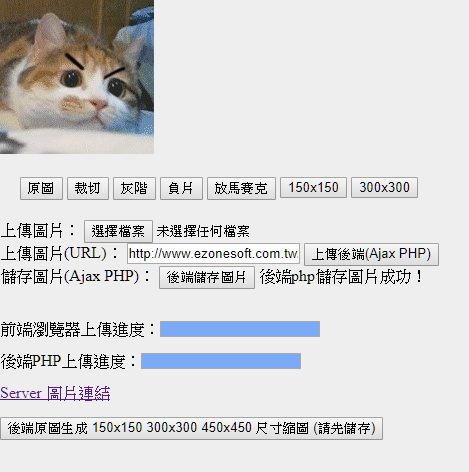 原圖 裁切 灰階 負片 放馬賽克 150x150 300x300
上傳圖片： 選擇檔案 未選擇任何檔案
上傳圖片(URL)： http://www.ezonesoft.com.tw 上傳後端(Ajax PHP)
儲存圖片(Ajax PHP)： 後端儲存圖片 後端php儲存圖片成功！
前端瀏覽器上傳進度：
後端PHP上傳進度：
Server 圖片連結
後端原圖生成 150x150 300x300 450x450 尺寸縮圖 (請先儲存)